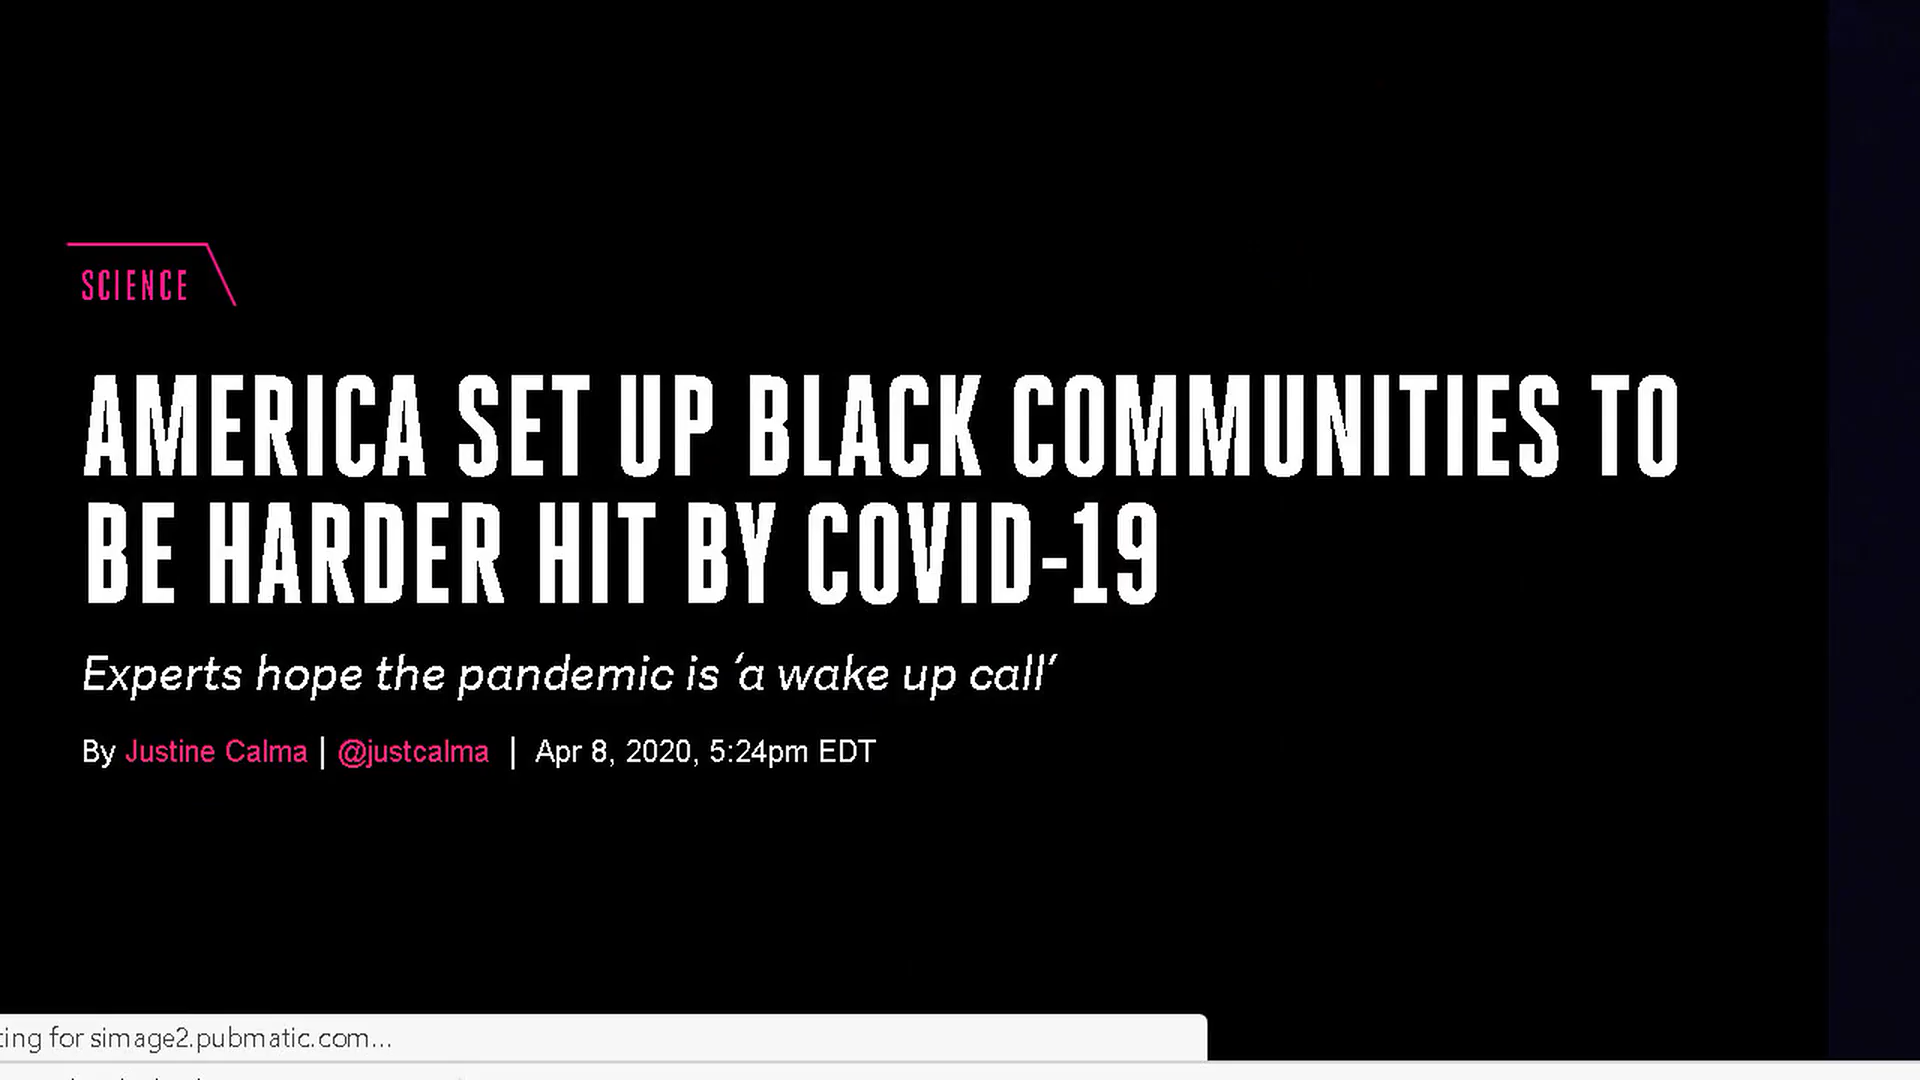 SCIENCE
AMERICA SET UP BLACK COMMUNITIES TO
BE HARDER HIT BY COVID-19
Experts hope the pandemic is ‘a wake up call’
By Justine Calma | @justcalma | Apr 8, 2020, 5:24pm EDT
for simage2.pubmatic.com...